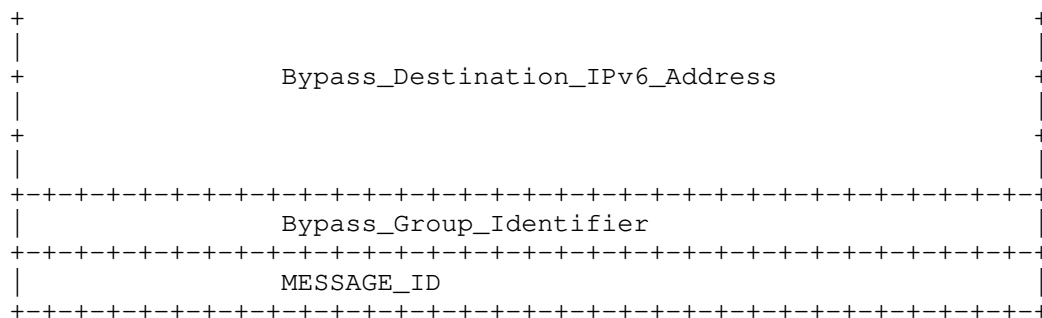 Bypass_Destination_IPv6_Address
Bypass_Group_Identifier
MESSAGE_ID